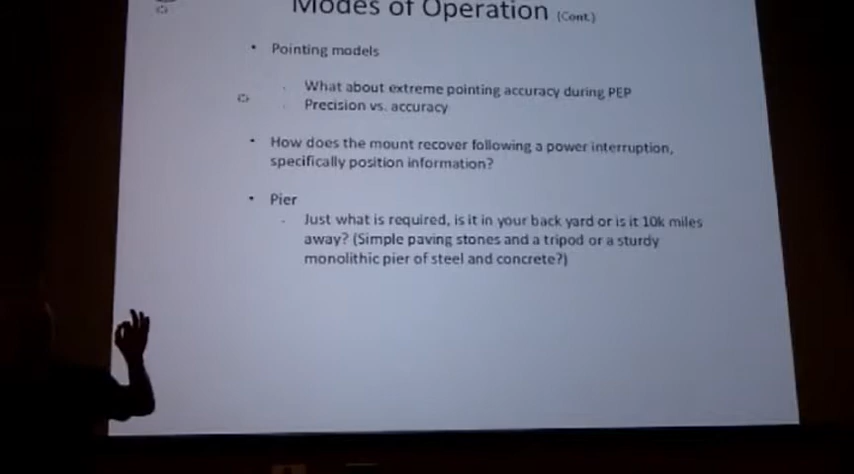 Modes of Operation (Cont.)
• Pointing models
- What about extreme pointing accuracy during PEP
- Precision vs. accuracy
• How does the mount recover following a power interruption,
specifically position information?
• Pier
- Just what is required, is it in your back yard or is it 10k miles
away? (Simple paving stones and a tripod or a sturdy
monolithic pier of steel and concrete?)